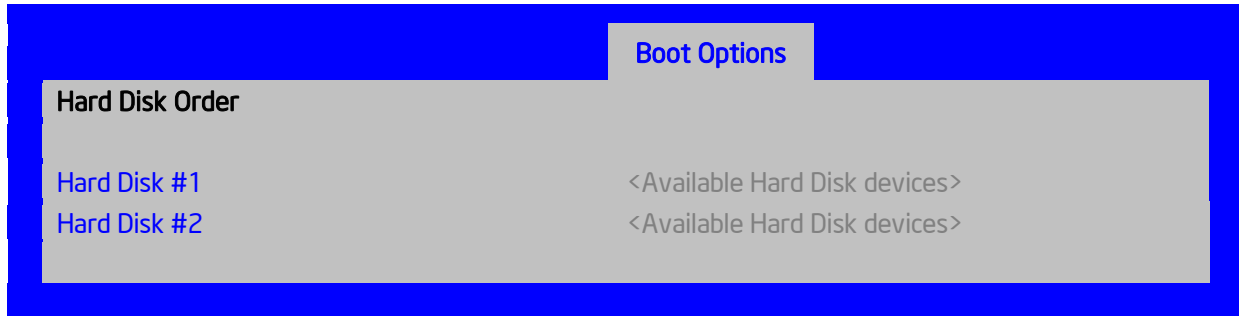 Boot Options
Hard Disk Order
Hard Disk #1 <Available Hard Disk devices>
Hard Disk #2 <Available Hard Disk devices>